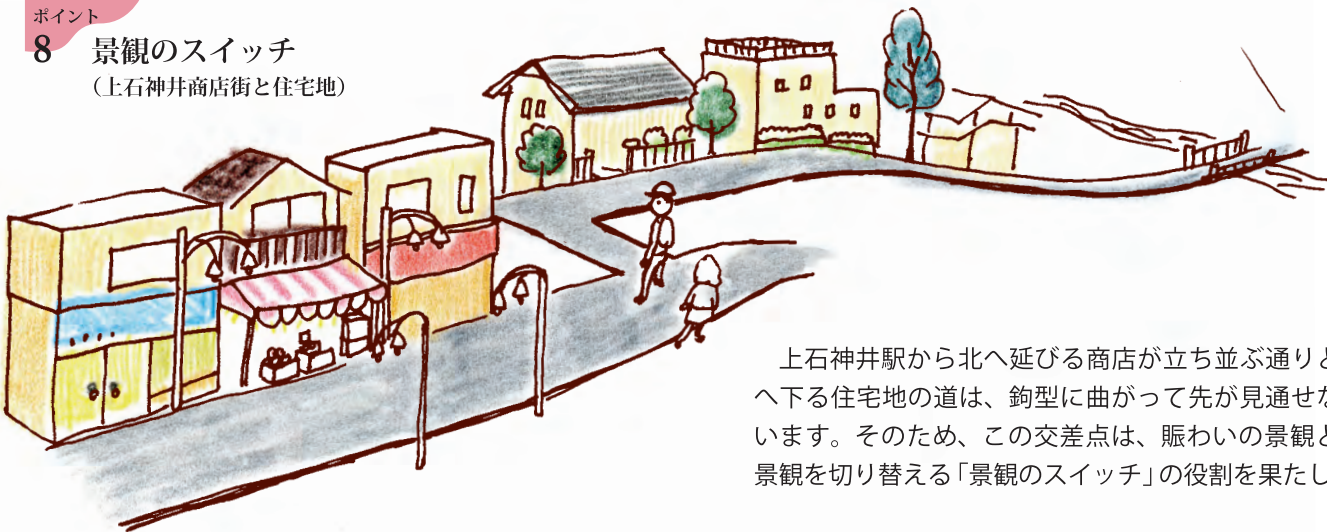 ポイント
8 景観のスイッチ
（上石神井商店街と住宅地）
上石神井駅から北へ延びる商店が立ち並ぶ通りと
へ下る住宅地の道は、鉤型に曲がって先が見通せな
います。そのため、この交差点は、賑わいの景観と
景観を切り替える「景観のスイッチ」の役割を果たし